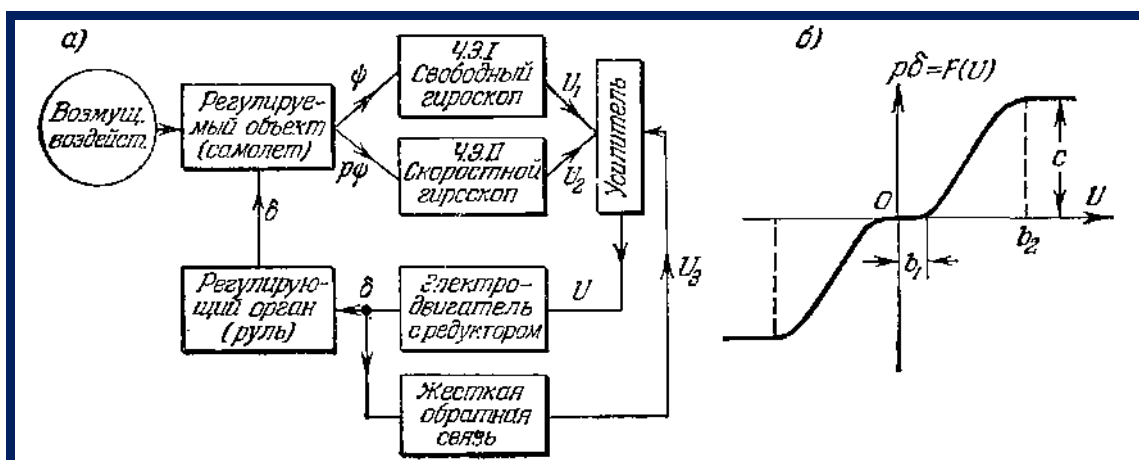 а)
Возмущ.
воздейст.
Регулируе-
мый объект
(самолет)
ψ
pψ
Ч.Э.I
Свободный
гироскоп
Ч.Э.II
Скоростной
гироскоп
U₁
U₂
Усилитель
δ
Регулирую-
щий орган
(руль)
δ
Электро-
двигатель
с редуктором
U
U₃
Жесткая
обратная
связь
б)
pδ=F(U)
0
c
U
b₁
b₂